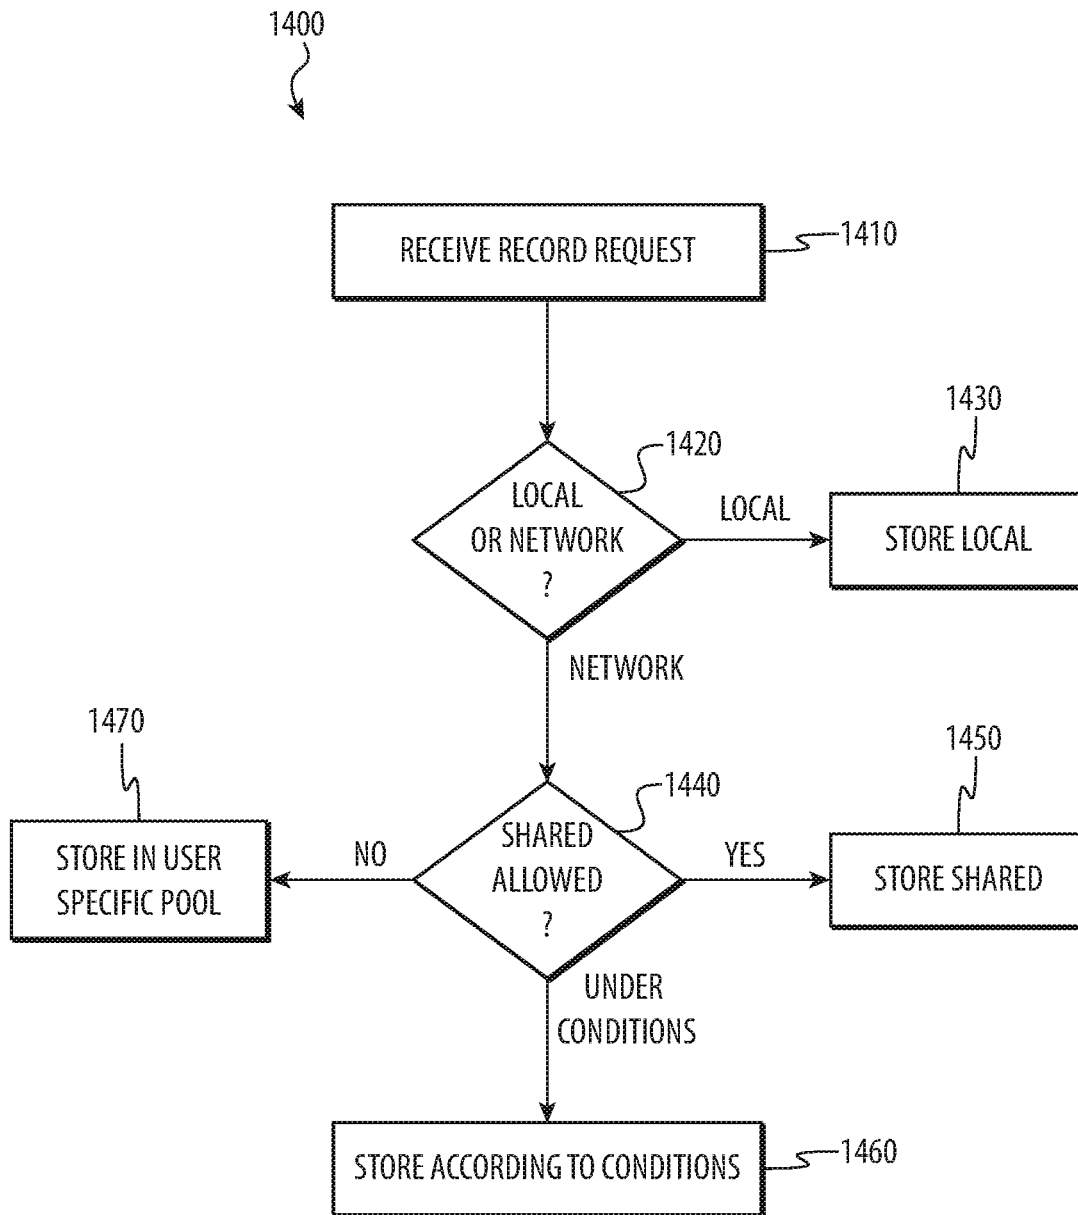 1400
RECEIVE RECORD REQUEST
1410
1420
LOCAL
OR NETWORK
?
LOCAL
1430
STORE LOCAL
NETWORK
1470
STORE IN USER
SPECIFIC POOL
NO
1440
SHARED
ALLOWED
?
YES
1450
STORE SHARED
UNDER
CONDITIONS
STORE ACCORDING TO CONDITIONS
1460